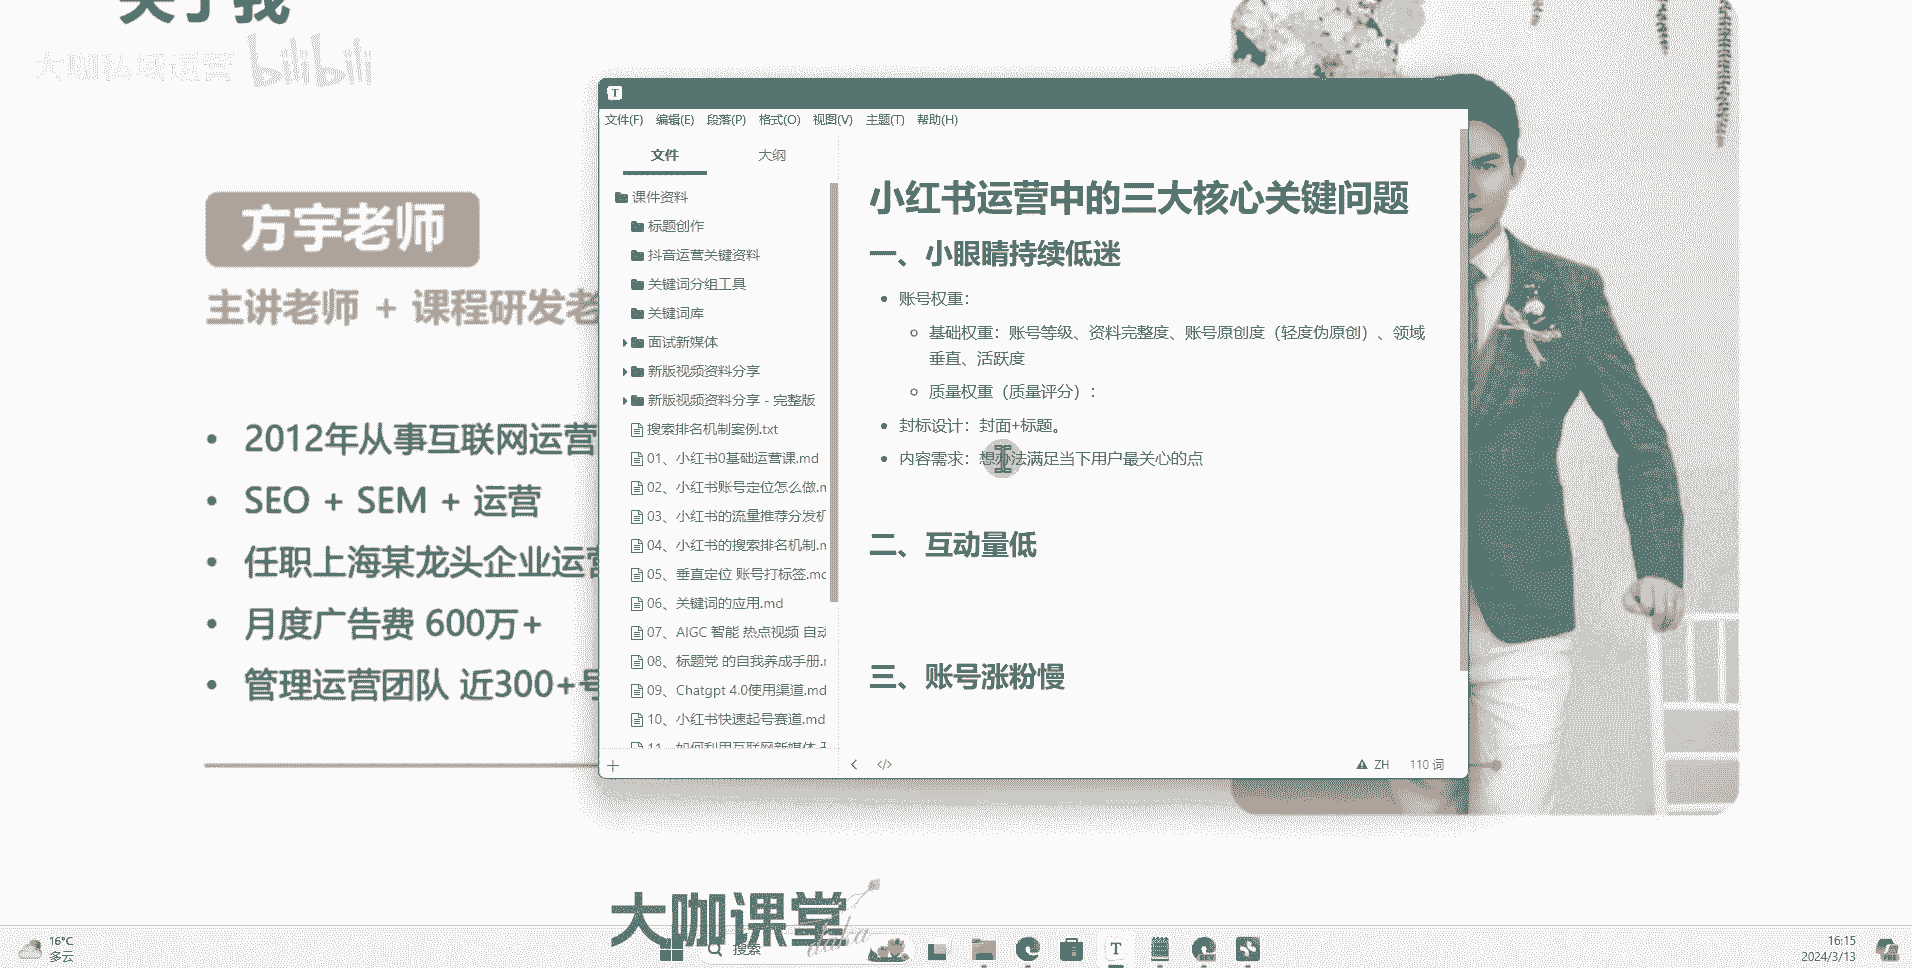 关于我
大咖私域运营 bilibili
方宇老师
主讲老师 + 课程研发老
2012年从事互联网运营
SEO + SEM + 运营
任职上海某龙头企业运营
月度广告费 600万+
管理运营团队 近300+号
T
文件(F) 编辑(E) 段落(P) 格式(O) 视图(V) 主题(T) 帮助(H)
文件 大纲
课件资料
标题创作
抖音运营关键资料
关键词分组工具
关键词库
面试新媒体
新版视频资料分享
新版视频资料分享 - 完整版
搜索排名机制案例.txt
01、小红书0基础运营课.md
02、小红书账号定位怎么做.m
03、小红书的流量推荐分发机
04、小红书的搜索排名机制.m
05、垂直定位 账号打标签.md
06、关键词的应用.md
07、AIGC 智能 热点视频 自动
08、标题党 的自我养成手册.m
09、Chatgpt 4.0使用渠道.md
10、小红书快速起号赛道.md
11、如何利用互联网新媒体
小红书运营中的三大核心关键问题
一、小眼睛持续低迷
账号权重：
基础权重：账号等级、资料完整度、账号原创度（轻度伪原创）、领域
垂直、活跃度
质量权重（质量评分）：
封标设计：封面+标题。
内容需求：想办法满足当下用户最关心的点
二、互动量低
三、账号涨粉慢
ZH 110 词
大咖课堂
daka
16°C
多云
搜索
T
DEV
16:15
2024/3/13
PRE